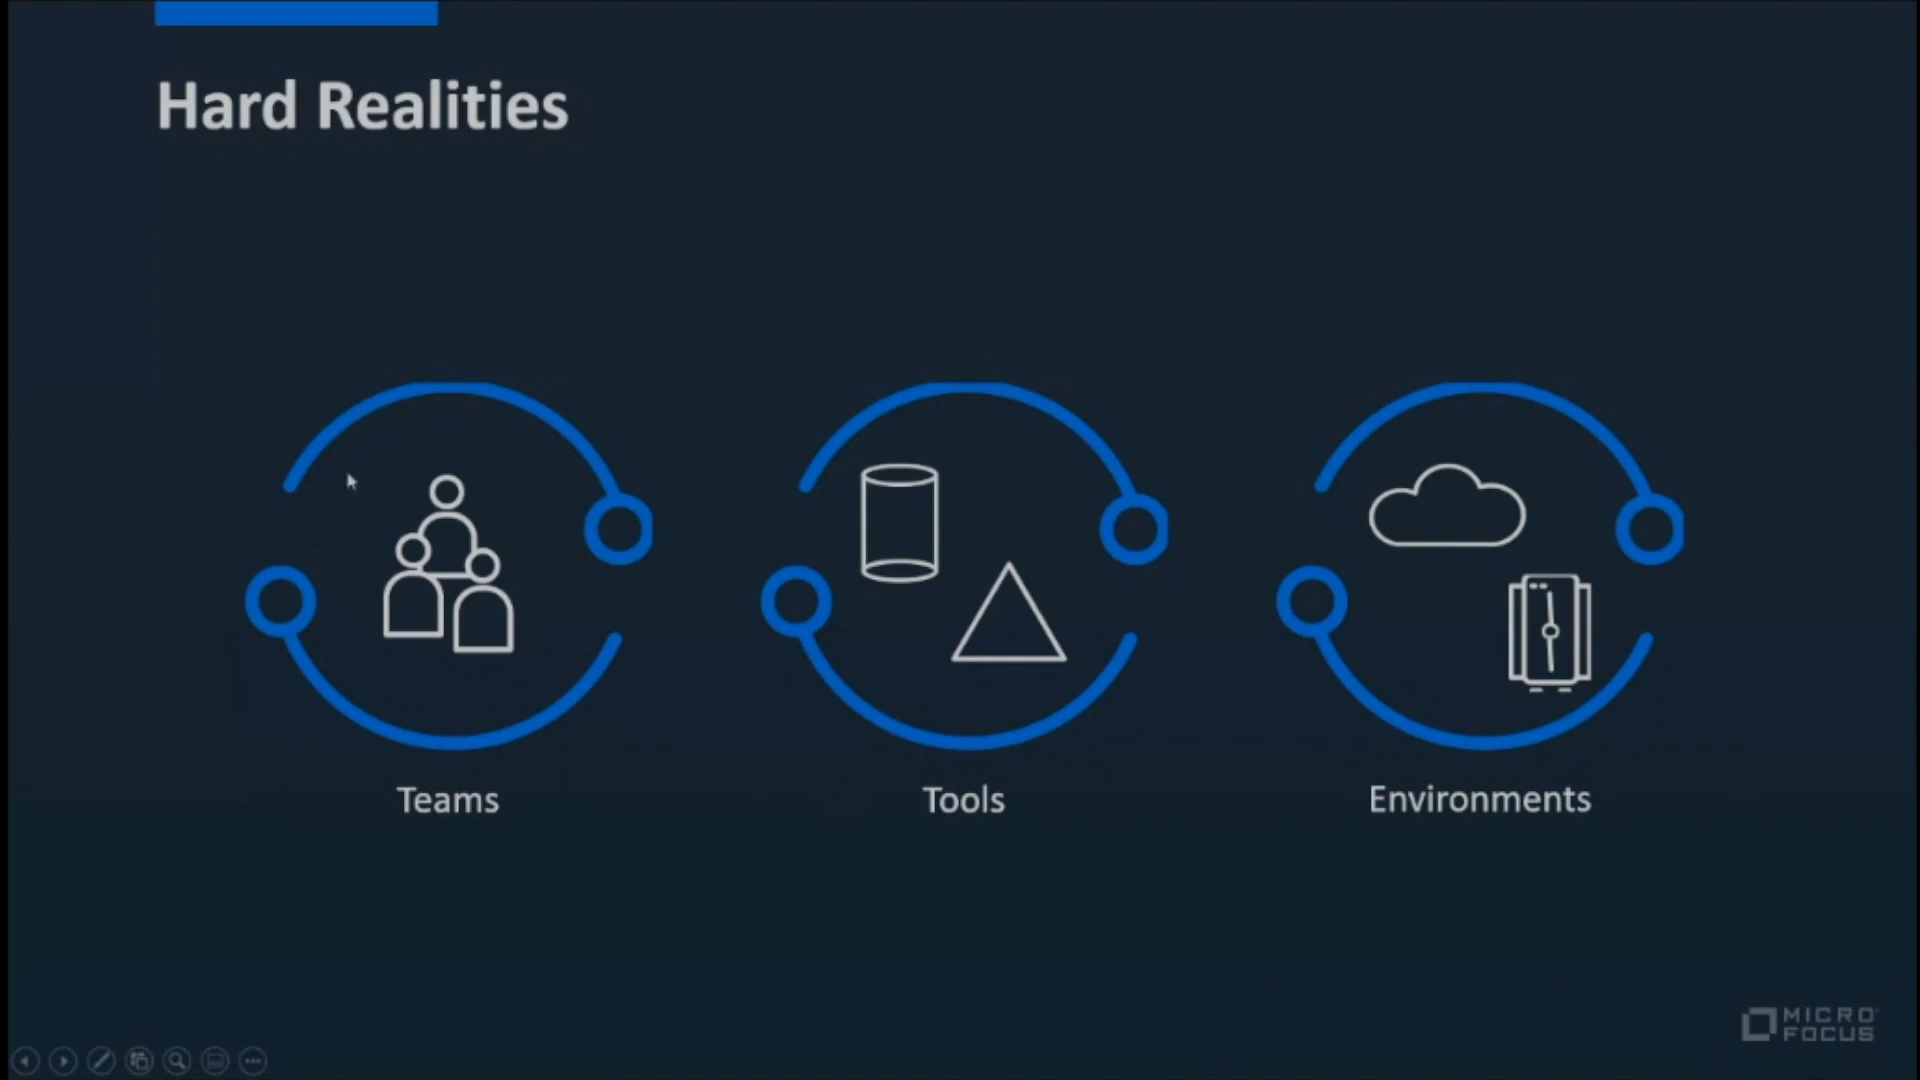 Hard Realities
Teams
Tools
Environments
MICRO
FOCUS